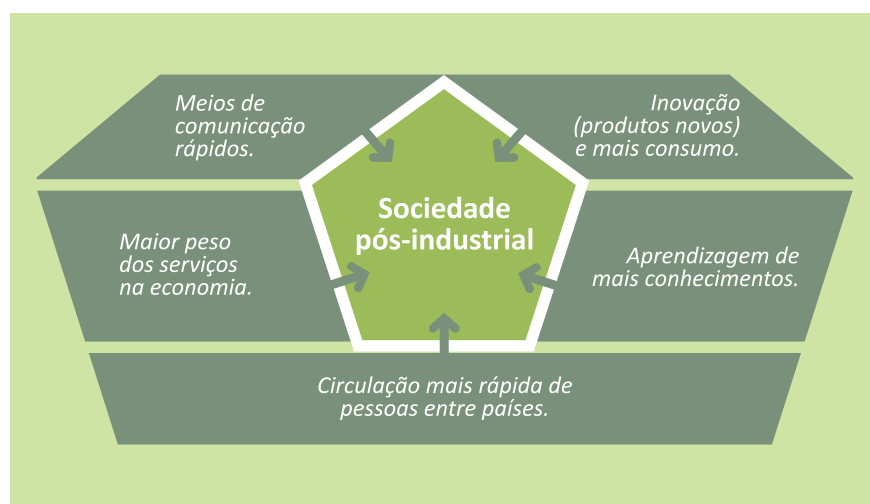 Meios de
comunicação
rápidos.
Inovação
(produtos novos)
e mais consumo.
Sociedade
pós-industrial
Maior peso
dos serviços
na economia.
Aprendizagem de
mais conhecimentos.
Circulação mais rápida de
pessoas entre países.